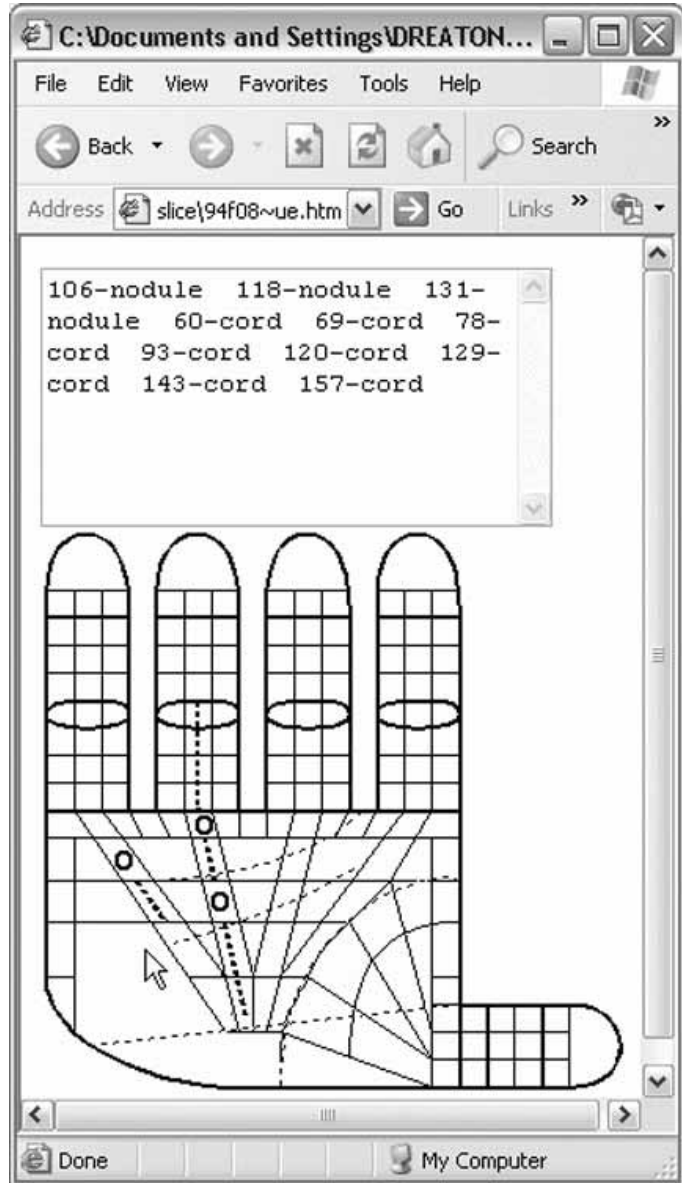 C:\Documents and Settings\DREATON...
File Edit View Favorites Tools Help
Back Search »
Address slice\94f08~ue.htm Go Links »
106-nodule 118-nodule 131-
nodule 60-cord 69-cord 78-
cord 93-cord 120-cord 129-
cord 143-cord 157-cord
Done My Computer